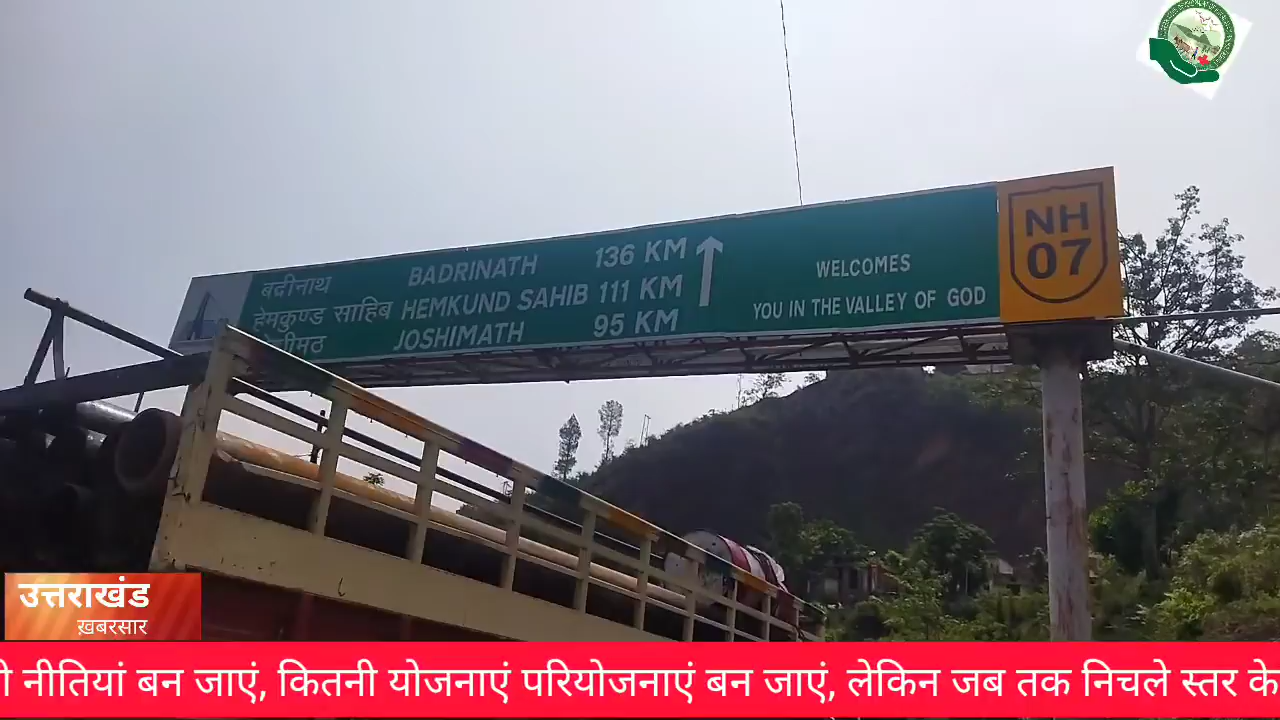 बद्रीनाथ BADRINATH 136 KM
हेमकुण्ड साहिब HEMKUND SAHIB 111 KM
JOSHIMATH 95 KM
WELCOMES
YOU IN THE VALLEY OF GOD
NH
07
उत्तराखंड
ख़बरसार
नीतियां बन जाएं, कितनी योजनाएं परियोजनाएं बन जाएं, लेकिन जब तक निचले स्तर के